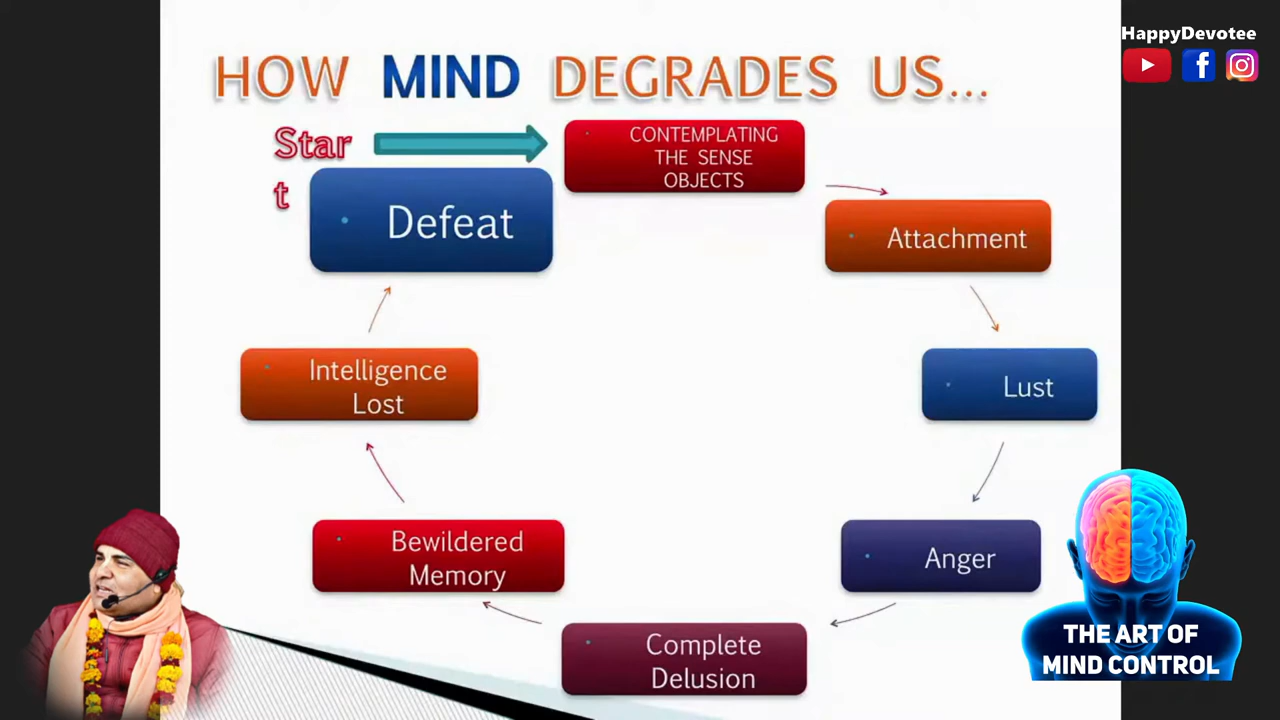 HappyDevotee
HOW MIND DEGRADES US...
Star
t
CONTEMPLATING
THE SENSE
OBJECTS
Attachment
Lust
Anger
Complete
Delusion
Bewildered
Memory
Intelligence
Lost
Defeat
THE ART OF
MIND CONTROL